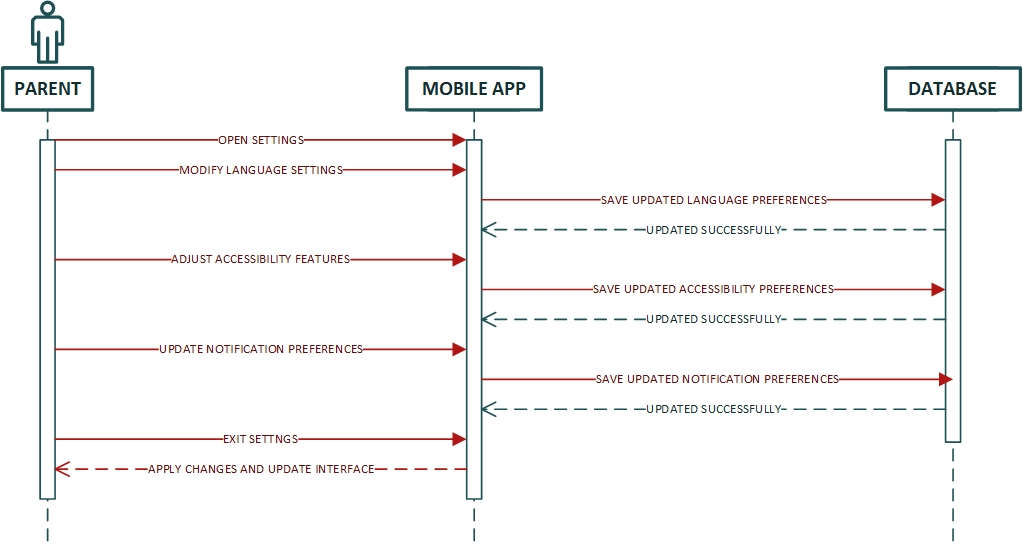 PARENT
MOBILE APP
DATABASE
OPEN SETTINGS
MODIFY LANGUAGE SETTINGS
SAVE UPDATED LANGUAGE PREFERENCES
UPDATED SUCCESSFULLY
ADJUST ACCESSIBILITY FEATURES
SAVE UPDATED ACCESSIBILITY PREFERENCES
UPDATED SUCCESSFULLY
UPDATE NOTIFICATION PREFERENCES
SAVE UPDATED NOTIFICATION PREFERENCES
UPDATED SUCCESSFULLY
EXIT SETTNGS
APPLY CHANGES AND UPDATE INTERFACE